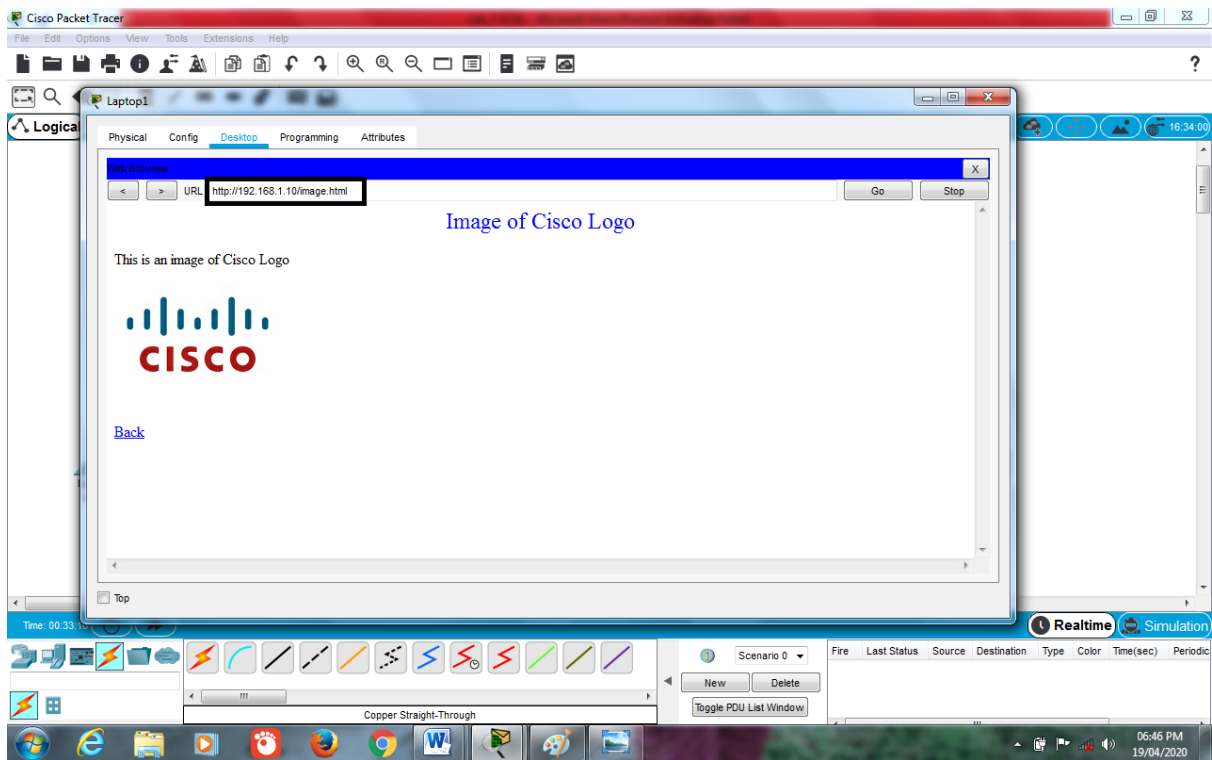 Cisco Packet Tracer
File Edit Options View Tools Extensions Help
?
Laptop1
Logical
16:34:00
Physical Config Desktop Programming Attributes
Web Browser
X
< > URL http://192.168.1.10/image.html Go Stop
Image of Cisco Logo
This is an image of Cisco Logo
CISCO
Back
Top
Time: 00:33:
Realtime Simulation
Scenario 0
Fire Last Status Source Destination Type Color Time(sec) Periodic
New Delete
Toggle PDU List Window
Copper Straight-Through
06:46 PM
19/04/2020